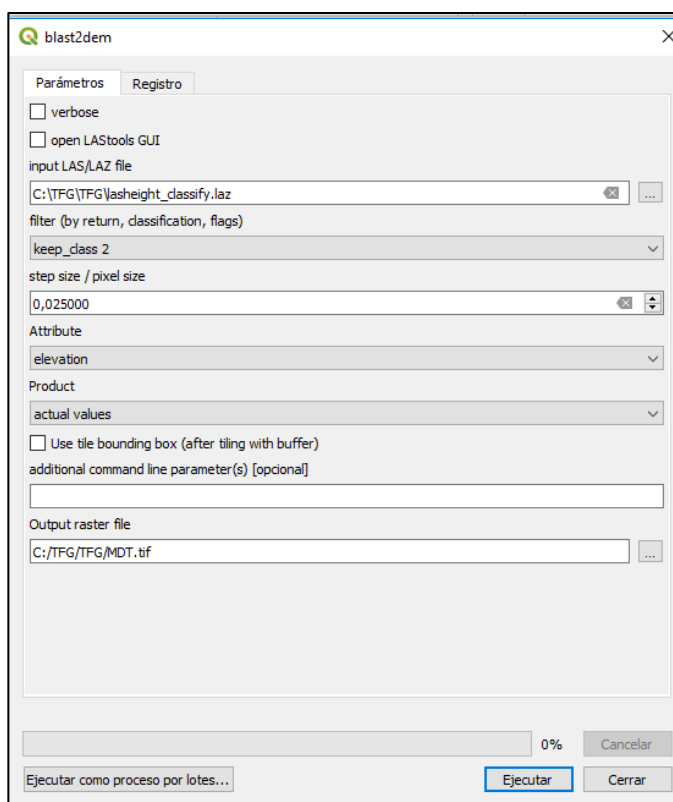 blast2dem
Parámetros Registro
verbose
open LAStools GUI
input LAS/LAZ file
C:\TFG\TFG\lasheight_classify.laz ...
filter (by return, classification, flags)
keep_class 2
step size / pixel size
0,025000
Attribute
elevation
Product
actual values
Use tile bounding box (after tiling with buffer)
additional command line parameter(s) [opcional]
Output raster file
C:/TFG/TFG/MDT.tif ...
0% Cancelar
Ejecutar como proceso por lotes... Ejecutar Cerrar